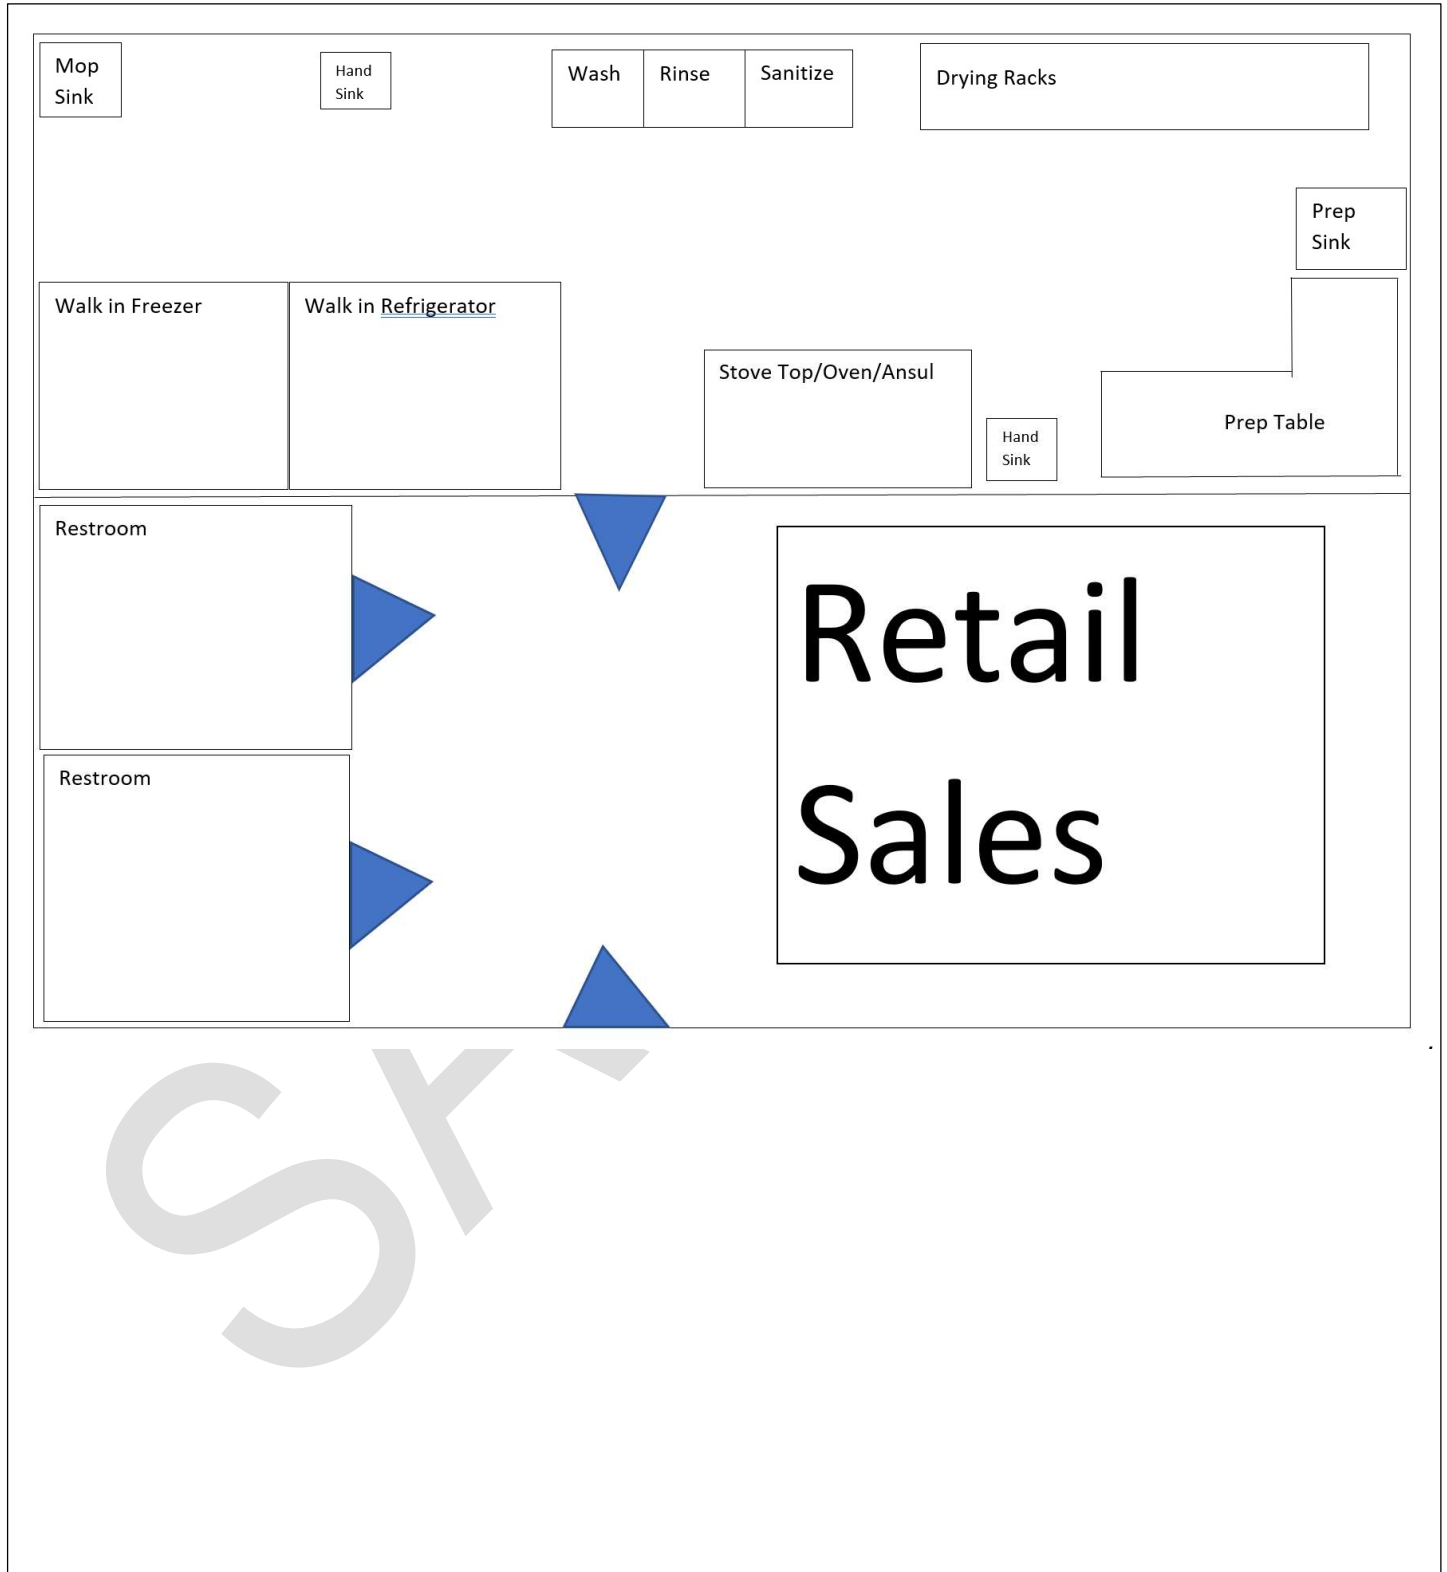 Mop
Sink
Hand
Sink
Wash
Rinse
Sanitize
Drying Racks
Prep
Sink
Walk in Freezer
Walk in Refrigerator
Stove Top/Oven/Ansul
Hand
Sink
Prep Table
Restroom
Retail
Sales
Restroom